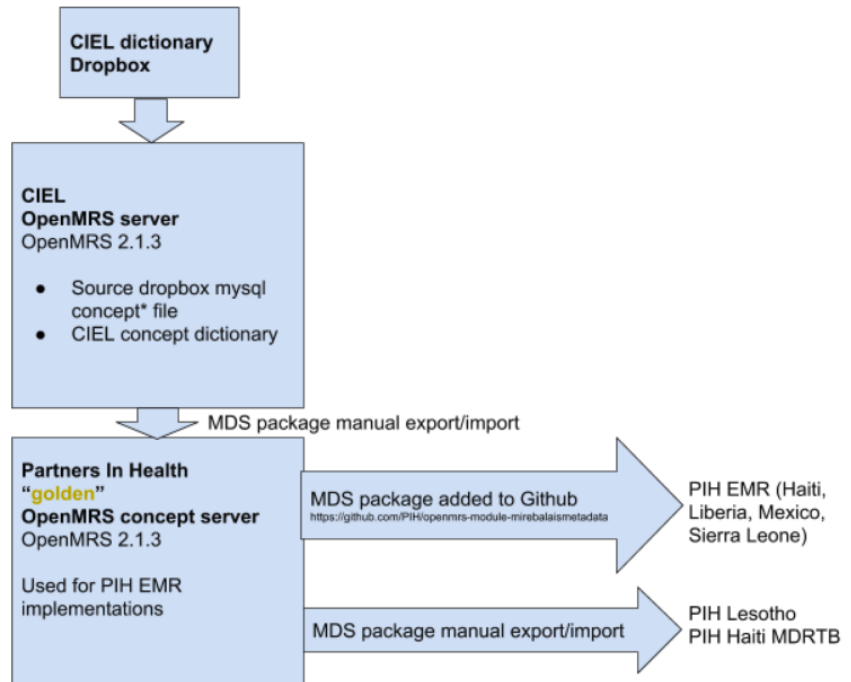 CIEL dictionary
Dropbox
CIEL
OpenMRS server
OpenMRS 2.1.3
● Source dropbox mysql
concept* file
● CIEL concept dictionary
MDS package manual export/import
Partners In Health
“golden”
OpenMRS concept server
OpenMRS 2.1.3
Used for PIH EMR
implementations
MDS package added to Github
https://github.com/PIH/openmrs-module-mirebalaismetadata
PIH EMR (Haiti,
Liberia, Mexico,
Sierra Leone)
MDS package manual export/import
PIH Lesotho
PIH Haiti MDRTB